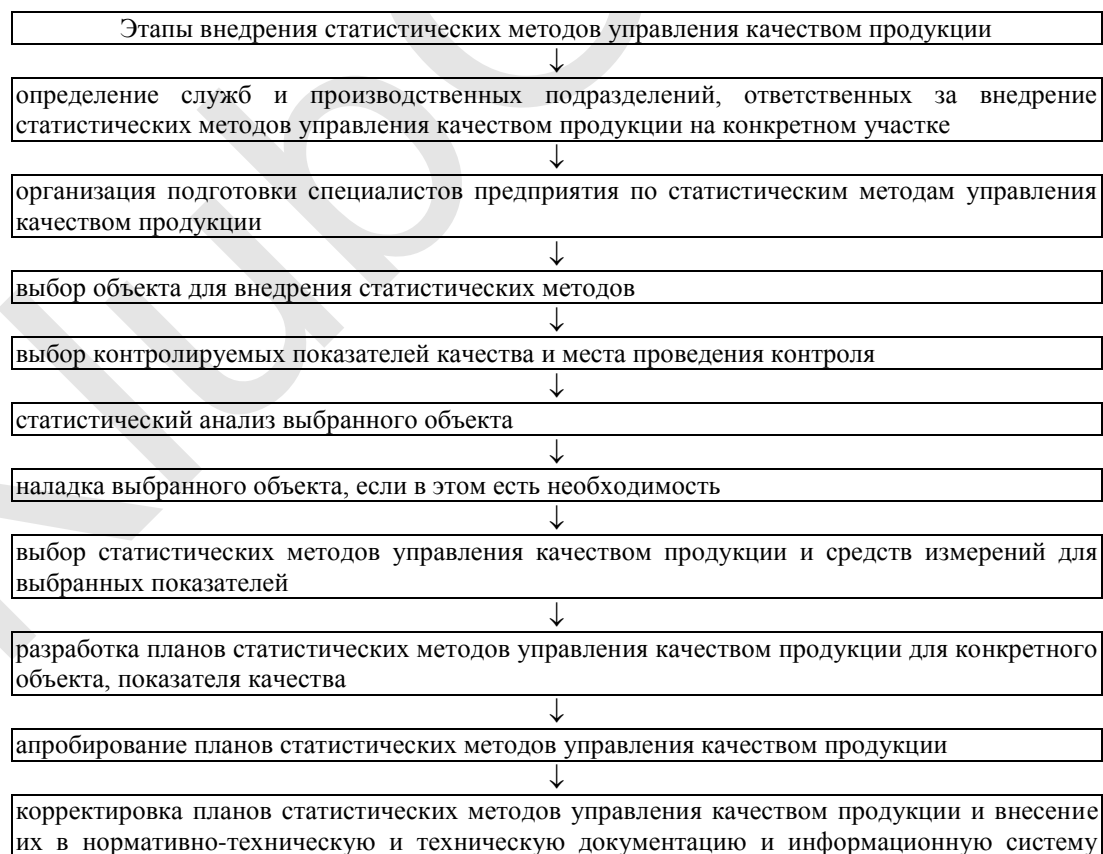 Этапы внедрения статистических методов управления качеством продукции
↓
определение служб и производственных подразделений, ответственных за внедрение
статистических методов управления качеством продукции на конкретном участке
↓
организация подготовки специалистов предприятия по статистическим методам управления
качеством продукции
↓
выбор объекта для внедрения статистических методов
↓
выбор контролируемых показателей качества и места проведения контроля
↓
статистический анализ выбранного объекта
↓
наладка выбранного объекта, если в этом есть необходимость
↓
выбор статистических методов управления качеством продукции и средств измерений для
выбранных показателей
↓
разработка планов статистических методов управления качеством продукции для конкретного
объекта, показателя качества
↓
апробирование планов статистических методов управления качеством продукции
↓
корректировка планов статистических методов управления качеством продукции и внесение
их в нормативно-техническую и техническую документацию и информационную систему